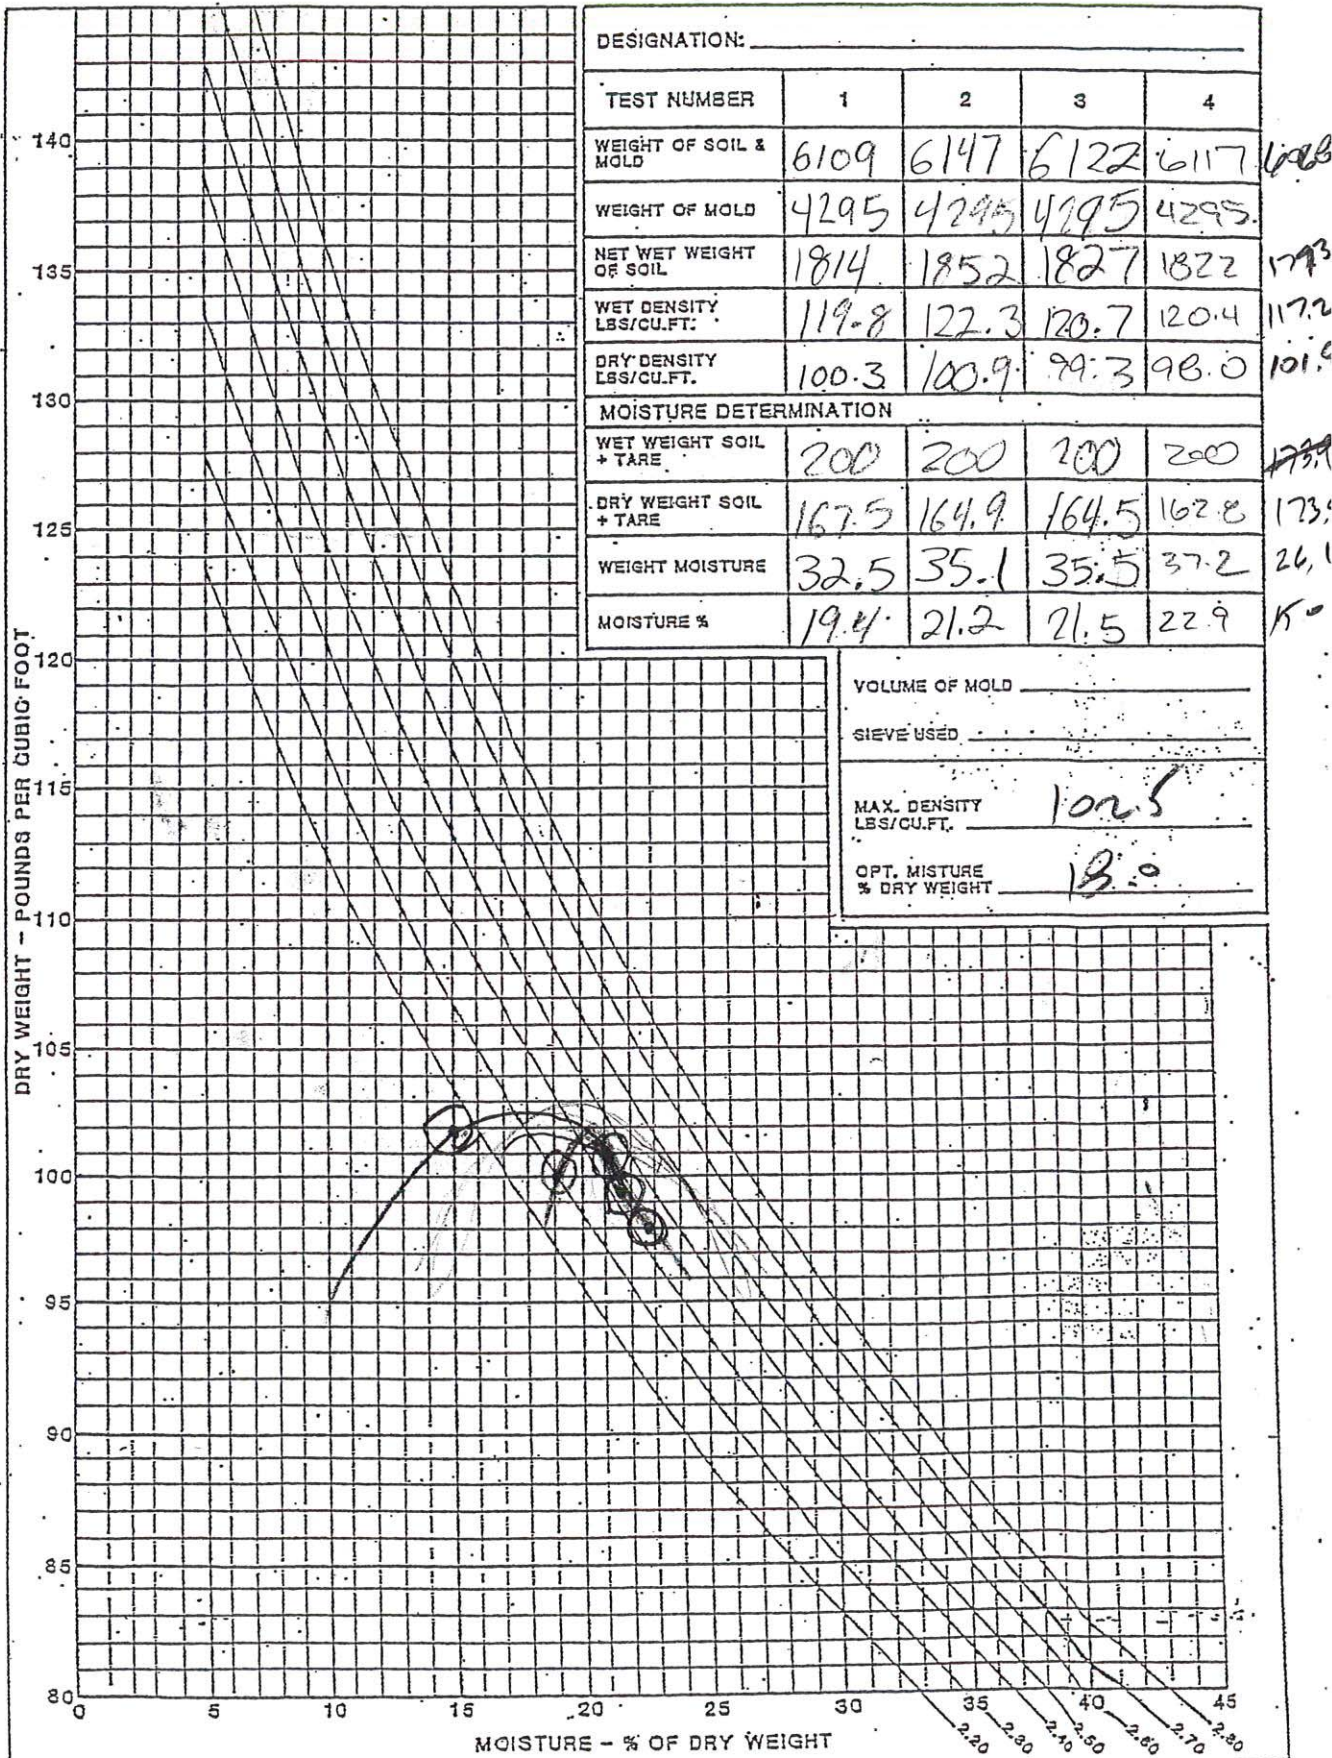 DESIGNATION:
TEST NUMBER 1 2 3 4
WEIGHT OF SOIL & MOLD 6109 6147 6122 6117
WEIGHT OF MOLD 4295 4295 4295 4295.
NET WET WEIGHT OF SOIL 1814 1852 1827 1822 1793
WET DENSITY LBS/CU.FT. 119.8 122.3 120.7 120.4 117.2
DRY DENSITY LBS/CU.FT. 100.3 100.9 99.3 98.0 101.9
MOISTURE DETERMINATION
WET WEIGHT SOIL + TARE 200 200 200 200
DRY WEIGHT SOIL + TARE 167.5 164.9 164.5 162.8 173.9
WEIGHT MOISTURE 32.5 35.1 35.5 37.2 26.1
MOISTURE % 19.4 21.2 21.5 22.9
VOLUME OF MOLD
SIEVE USED
MAX. DENSITY LBS/CU.FT. 102.5
OPT. MISTURE % DRY WEIGHT 18.0
DRY WEIGHT - POUNDS PER CUBIC FOOT
140
135
130
125
120
115
110
105
100
95
90
85
80
0 5 10 15 20 25 30 35 40 45
2.20 2.30 2.40 2.50 2.60 2.70 2.80
MOISTURE - % OF DRY WEIGHT